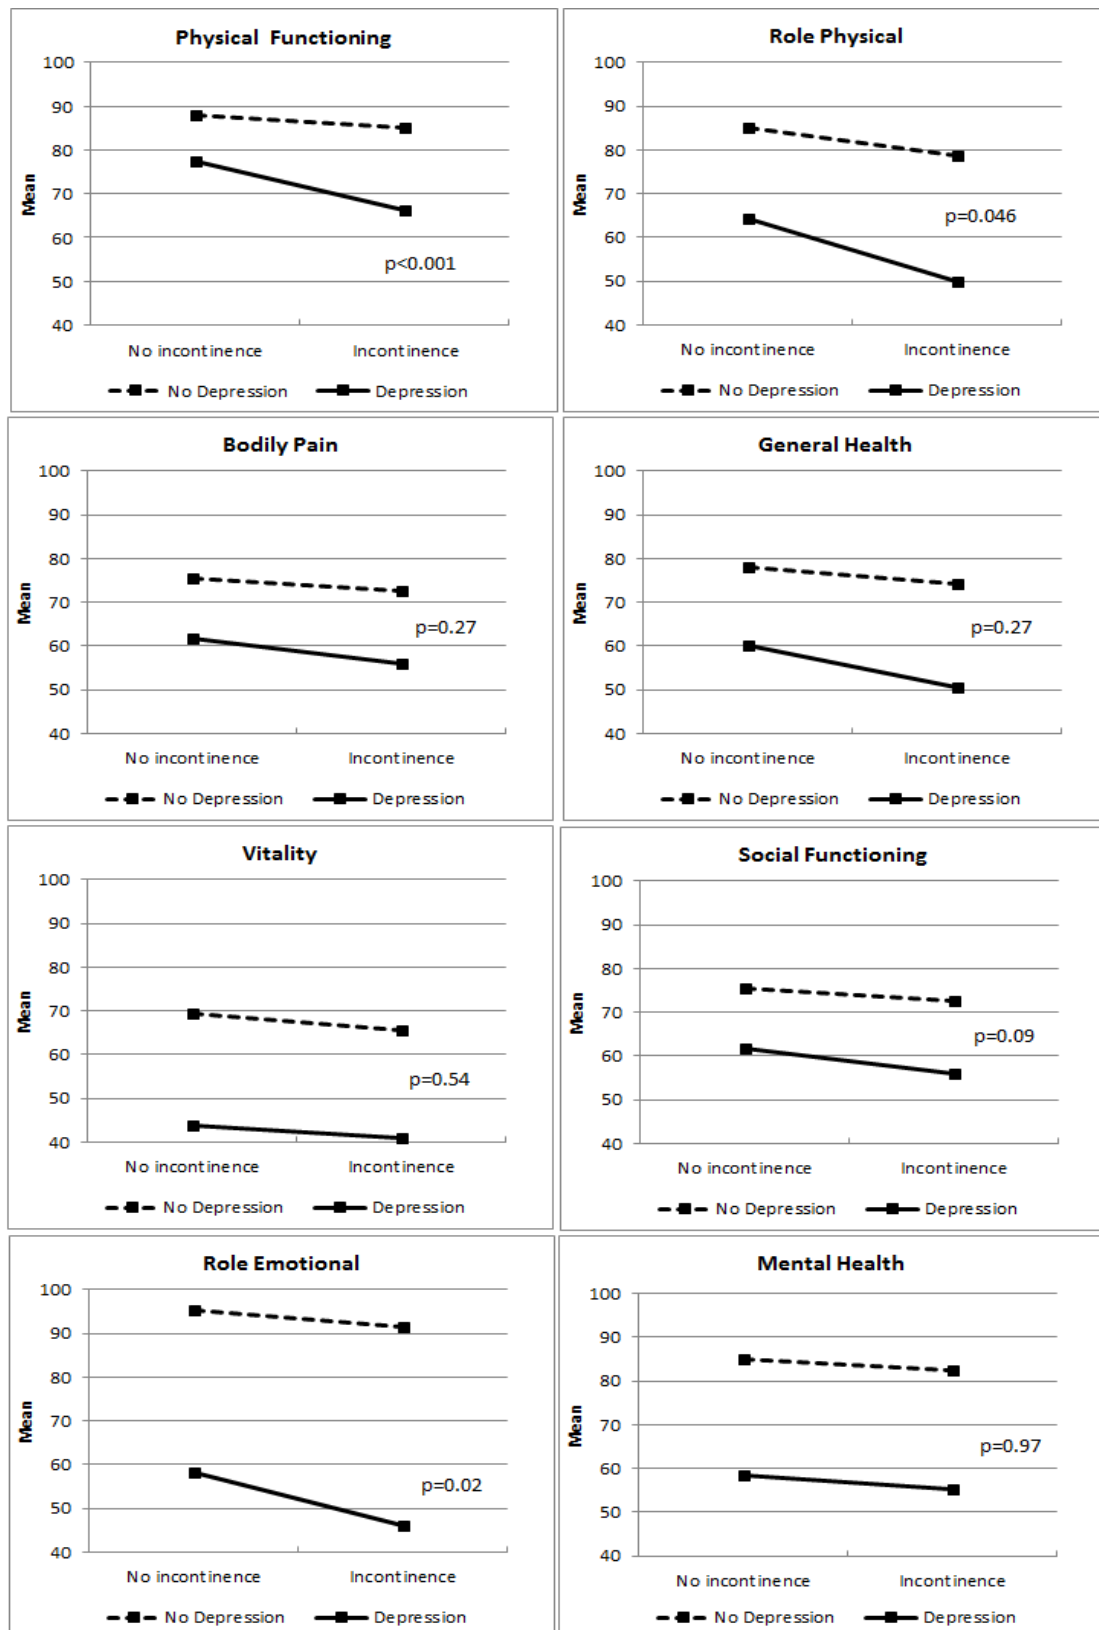 Physical Functioning
100
90
80
70
60
50
40
Mean
p<0.001
No incontinence
Incontinence
No Depression
Depression
Role Physical
100
90
80
70
60
50
40
Mean
p=0.046
No incontinence
Incontinence
No Depression
Depression
Bodily Pain
100
90
80
70
60
50
40
Mean
p=0.27
No incontinence
Incontinence
No Depression
Depression
General Health
100
90
80
70
60
50
40
Mean
p=0.27
No incontinence
Incontinence
No Depression
Depression
Vitality
100
90
80
70
60
50
40
Mean
p=0.54
No incontinence
Incontinence
No Depression
Depression
Social Functioning
100
90
80
70
60
50
40
Mean
p=0.09
No incontinence
Incontinence
No Depression
Depression
Role Emotional
100
90
80
70
60
50
40
Mean
p=0.02
No incontinence
Incontinence
No Depression
Depression
Mental Health
100
90
80
70
60
50
40
Mean
p=0.97
No incontinence
Incontinence
No Depression
Depression